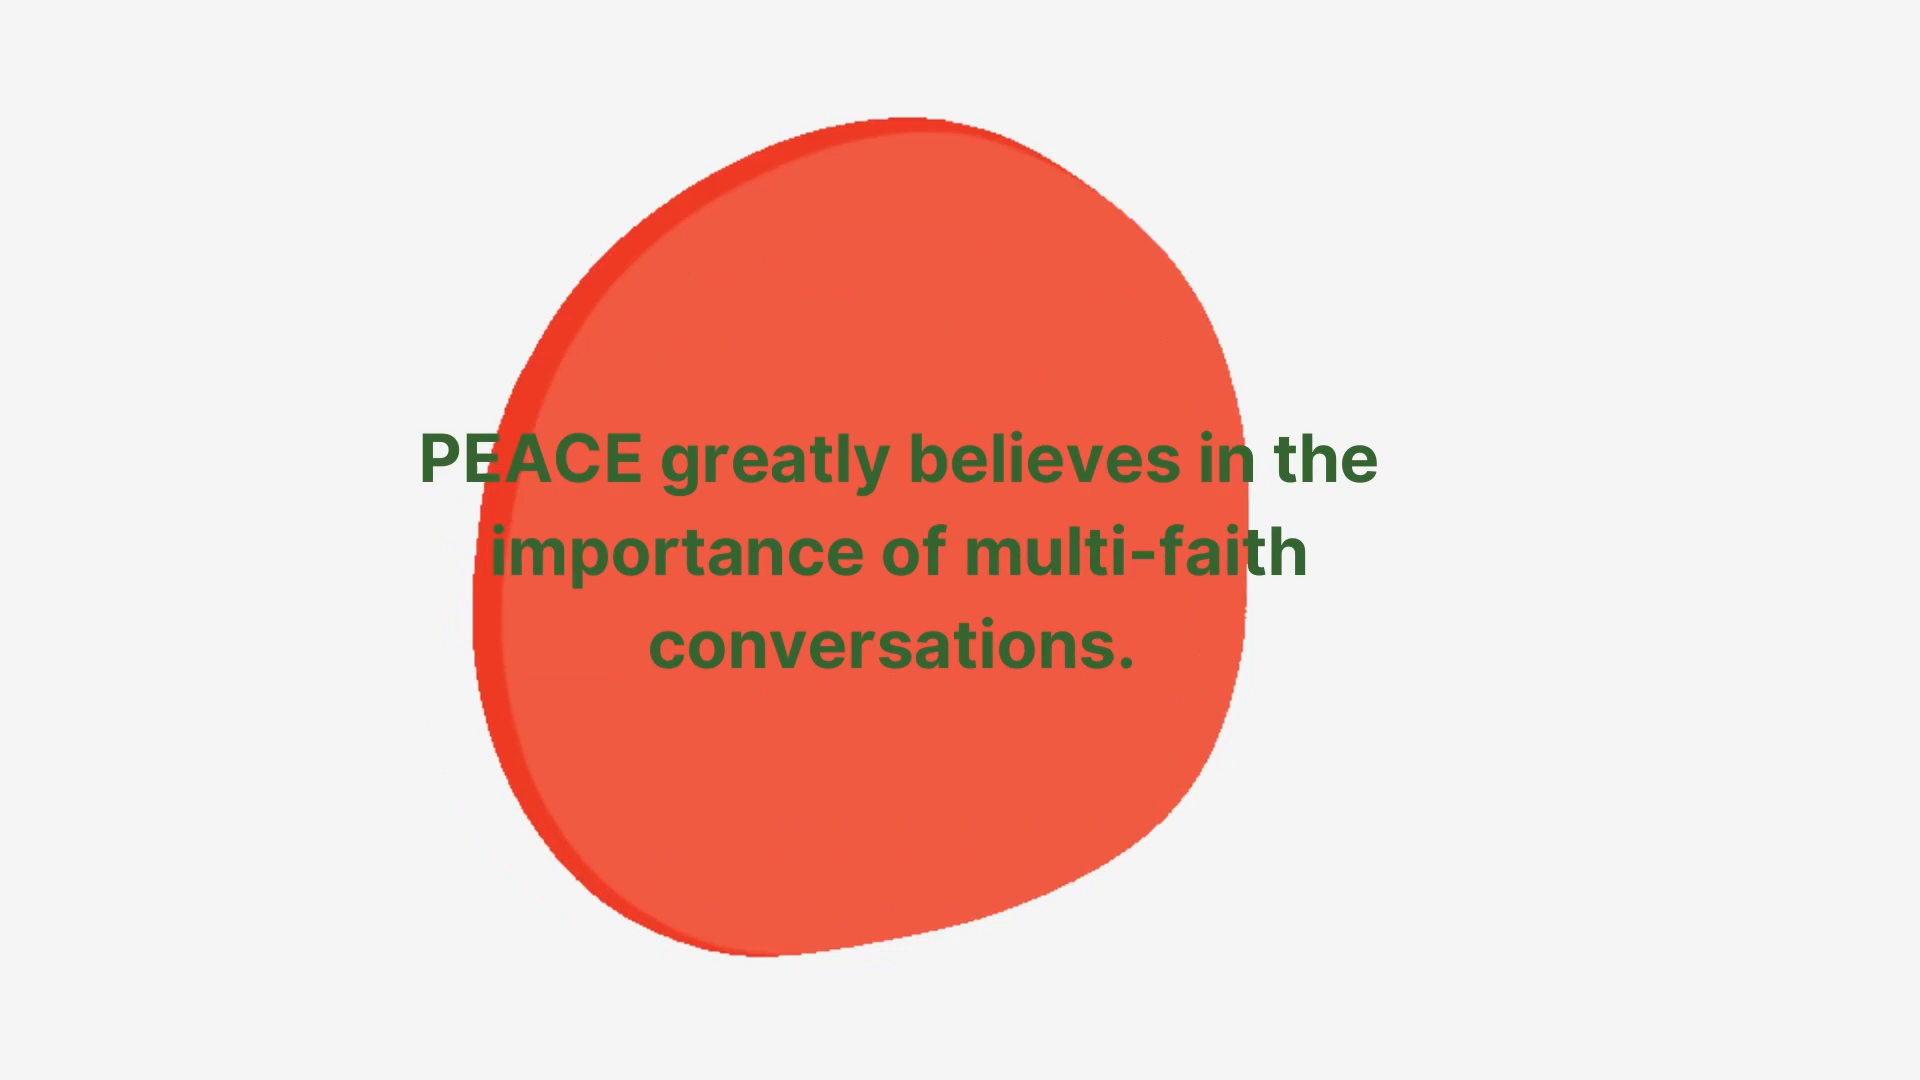 PEACE greatly believes in the
importance of multi-faith
conversations.